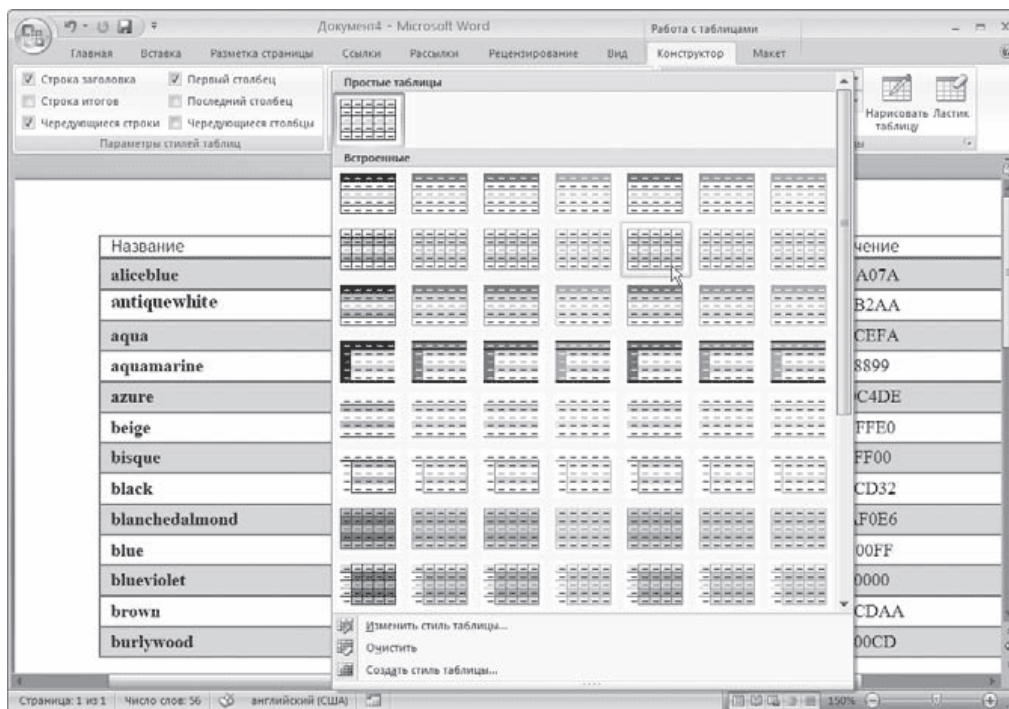 Документ4 - Microsoft Word
Работа с таблицами
Главная Вставка Разметка страницы Ссылки Рассылки Рецензирование Вид Конструктор Макет
Строка заголовка Первый столбец
Строка итогов Последний столбец
Чередующиеся строки Чередующиеся столбцы
Параметры стилей таблиц
Нарисовать таблицу
Ластик
Простые таблицы
Встроенные
Название чение
aliceblue A07A
antiquewhite B2AA
aqua CEFA
aquamarine 8899
azure C4DE
beige FFE0
bisque FF00
black CD32
blanchedalmond F0E6
blue 00FF
blueviolet 0000
brown CDAA
burlywood 00CD
Изменить стиль таблицы...
Очистить
Создать стиль таблицы...
Страница: 1 из 1 Число слов: 56 английский (США) 150%